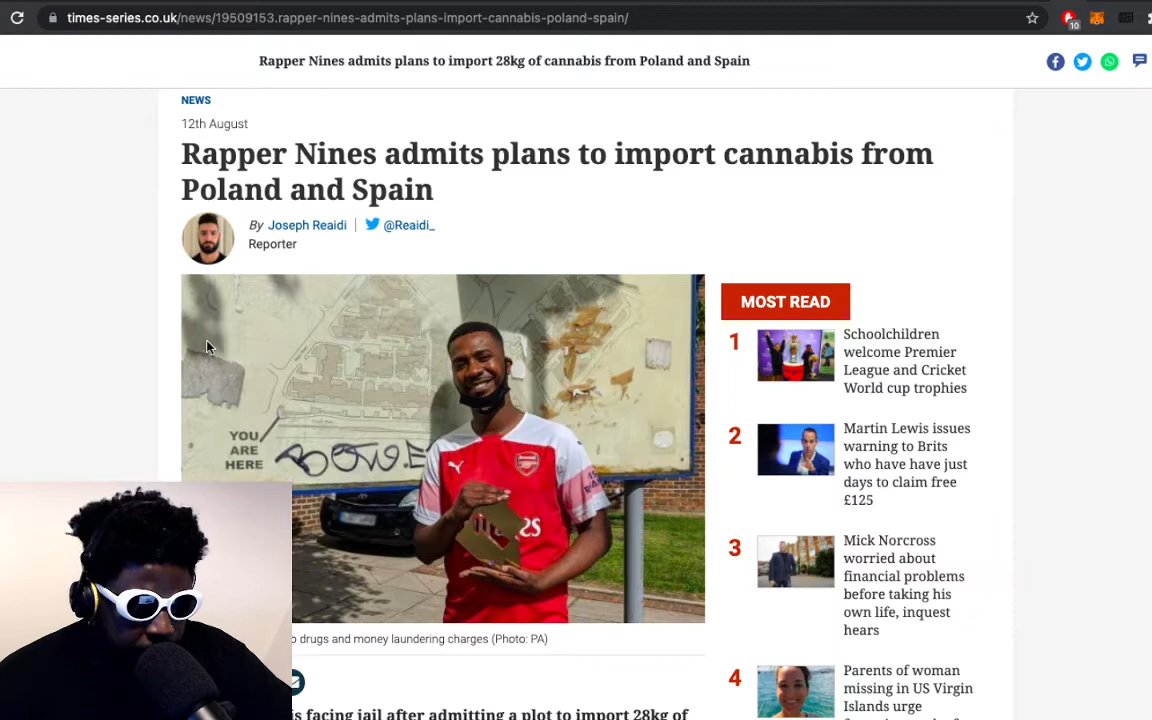 times-series.co.uk/news/19509153.rapper-nines-admits-plans-import-cannabis-poland-spain/
10
Rapper Nines admits plans to import 28kg of cannabis from Poland and Spain
NEWS
12th August
Rapper Nines admits plans to import cannabis from
Poland and Spain
By Joseph Reaidi | @Reaidi_
Reporter
YOU
ARE
HERE
MOST READ
1
Schoolchildren
welcome Premier
League and Cricket
World cup trophies
2
Martin Lewis issues
warning to Brits
who have have just
days to claim free
£125
3
Mick Norcross
worried about
financial problems
before taking his
own life, inquest
hears
4
Parents of woman
missing in US Virgin
Islands urge
drugs and money laundering charges (Photo: PA)
is facing jail after admitting a plot to import 28kg of